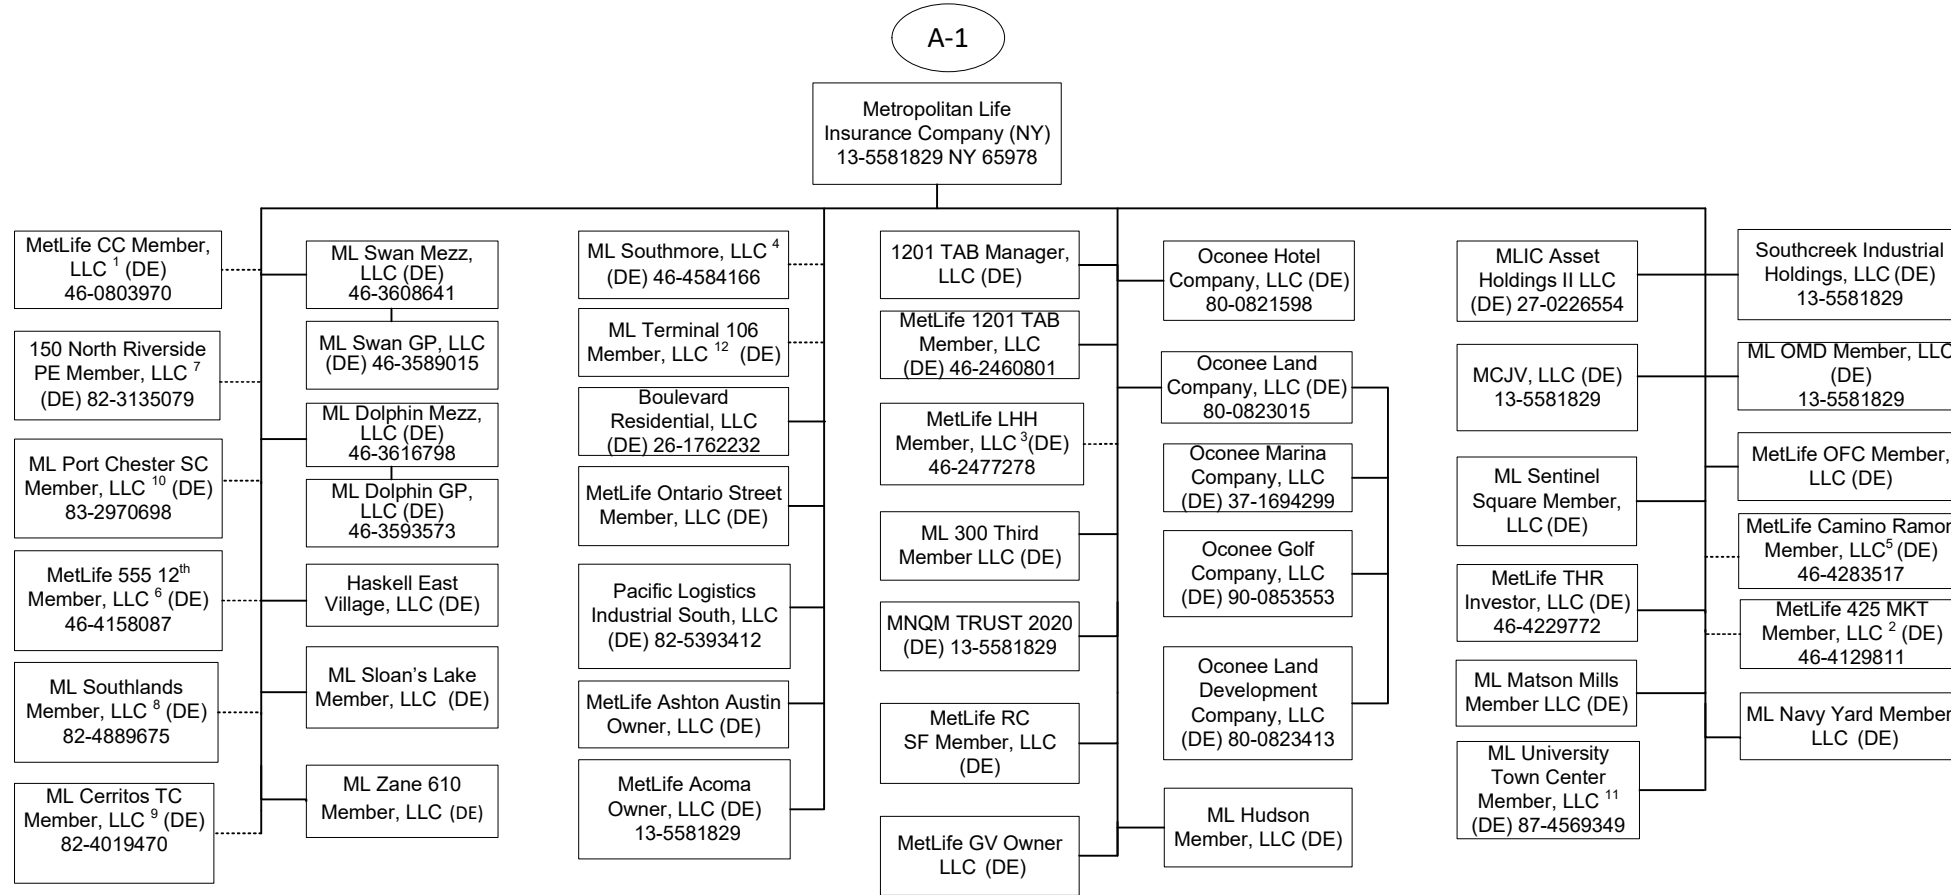 A-1
Metropolitan Life
Insurance Company (NY)
13-5581829 NY 65978
MetLife CC Member,
LLC 1 (DE)
46-0803970
150 North Riverside
PE Member, LLC 7
(DE) 82-3135079
ML Port Chester SC
Member, LLC 10 (DE)
83-2970698
MetLife 555 12th
Member, LLC 6 (DE)
46-4158087
ML Southlands
Member, LLC 8 (DE)
82-4889675
ML Cerritos TC
Member, LLC 9 (DE)
82-4019470
ML Swan Mezz,
LLC (DE)
46-3608641
ML Swan GP, LLC
(DE) 46-3589015
ML Dolphin Mezz,
LLC (DE)
46-3616798
ML Dolphin GP,
LLC (DE)
46-3593573
Haskell East
Village, LLC (DE)
ML Sloan's Lake
Member, LLC (DE)
ML Zane 610
Member, LLC (DE)
ML Southmore, LLC 4
(DE) 46-4584166
ML Terminal 106
Member, LLC 12 (DE)
Boulevard
Residential, LLC
(DE) 26-1762232
MetLife Ontario Street
Member, LLC (DE)
Pacific Logistics
Industrial South, LLC
(DE) 82-5393412
MetLife Ashton Austin
Owner, LLC (DE)
MetLife Acoma
Owner, LLC (DE)
13-5581829
1201 TAB Manager,
LLC (DE)
MetLife 1201 TAB
Member, LLC
(DE) 46-2460801
MetLife LHH
Member, LLC 3(DE)
46-2477278
ML 300 Third
Member LLC (DE)
MNQM TRUST 2020
(DE) 13-5581829
MetLife RC
SF Member, LLC
(DE)
MetLife GV Owner
LLC (DE)
Oconee Hotel
Company, LLC (DE)
80-0821598
Oconee Land
Company, LLC (DE)
80-0823015
Oconee Marina
Company, LLC
(DE) 37-1694299
Oconee Golf
Company, LLC
(DE) 90-0853553
Oconee Land
Development
Company, LLC
(DE) 80-0823413
ML Hudson
Member, LLC (DE)
MLIC Asset
Holdings II LLC
(DE) 27-0226554
MCJV, LLC (DE)
13-5581829
ML Sentinel
Square Member,
LLC (DE)
MetLife THR
Investor, LLC (DE)
46-4229772
ML Matson Mills
Member LLC (DE)
ML University
Town Center
Member, LLC 11
(DE) 87-4569349
Southcreek Industrial
Holdings, LLC (DE)
13-5581829
ML OMD Member, LLC
(DE)
13-5581829
MetLife OFC Member,
LLC (DE)
MetLife Camino Ramon
Member, LLC5 (DE)
46-4283517
MetLife 425 MKT
Member, LLC 2 (DE)
46-4129811
ML Navy Yard Member
LLC (DE)